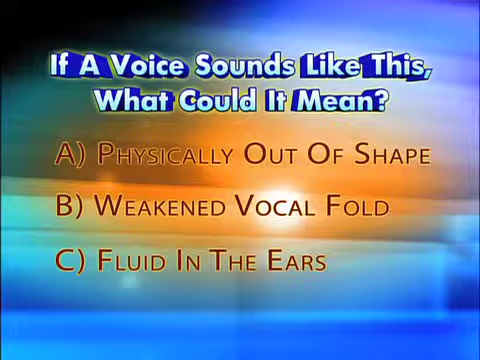 If A Voice Sounds Like This,
What Could It Mean?
A) Physically Out Of Shape
B) Weakened Vocal Fold
C) Fluid In The Ears